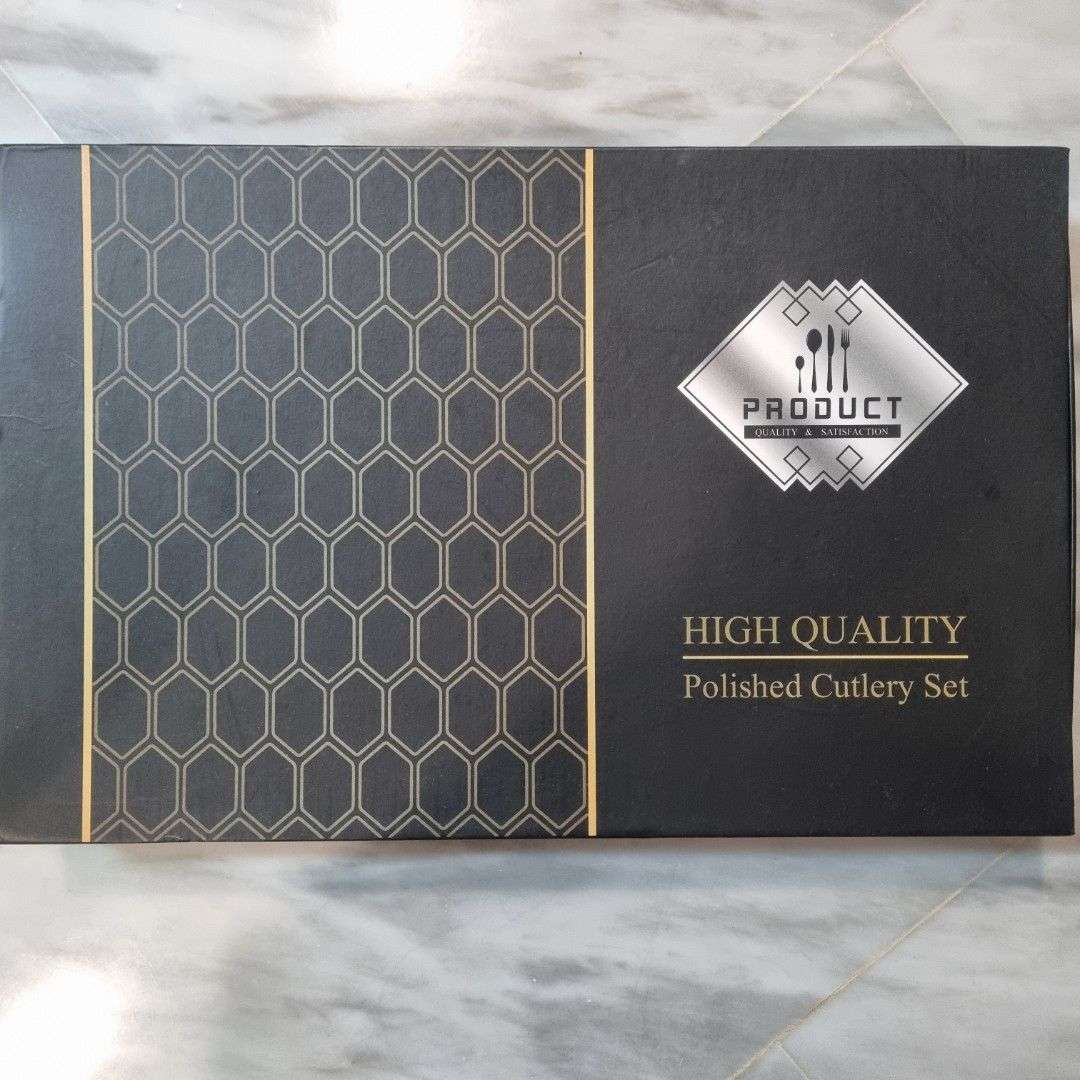 PRODUCT
QUALITY & SATISFACTION
HIGH QUALITY
Polished Cutlery Set